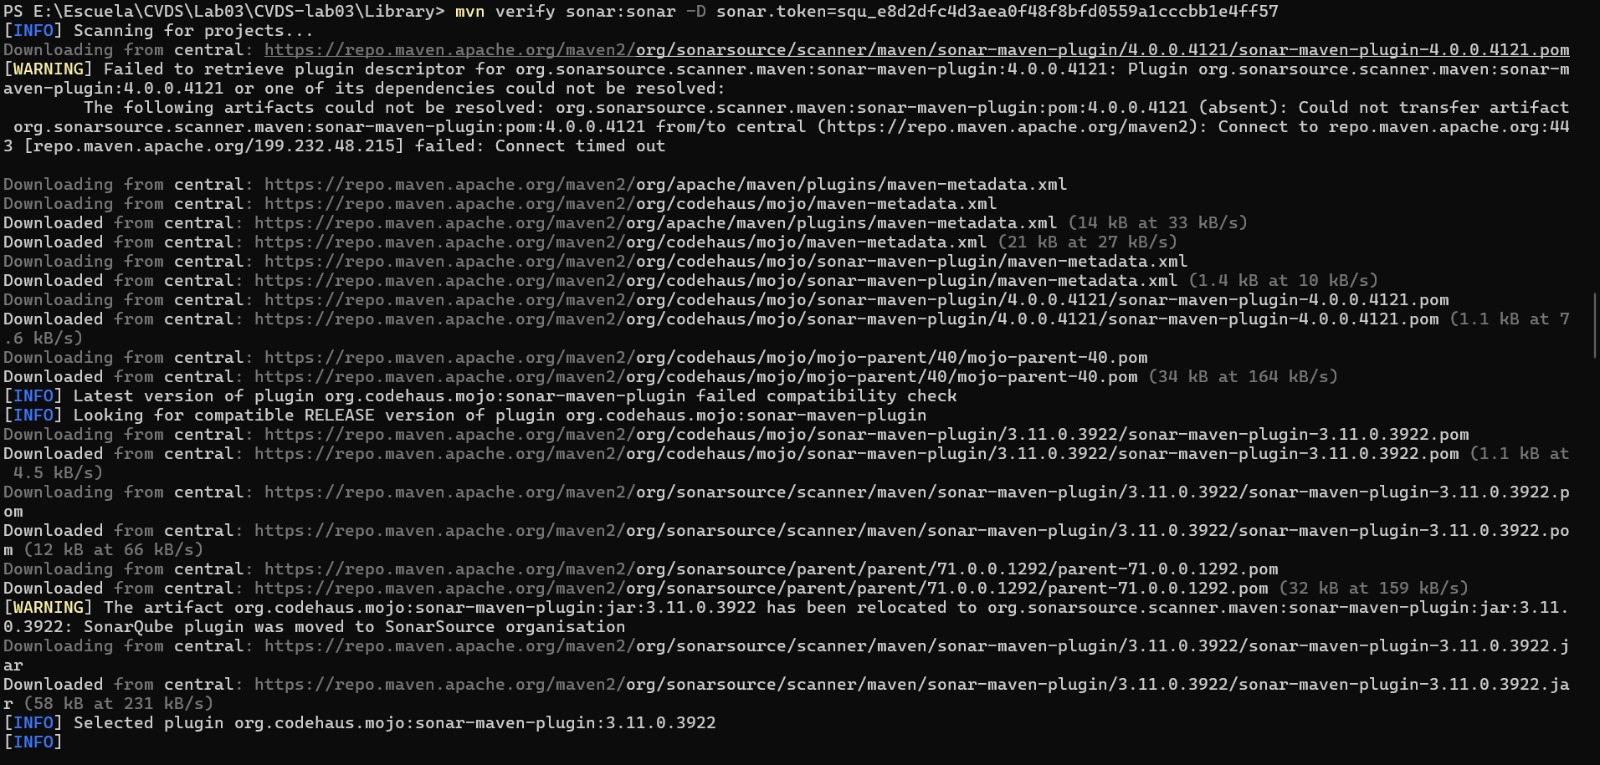 PS E:\Escuela\CVDS\Lab03\CVDS-lab03\Library> mvn verify sonar:sonar -D sonar.token=squ_e8d2dfc4d3aea0f48f8bfd0559a1cccbb1e4ff57
[INFO] Scanning for projects...
Downloading from central: https://repo.maven.apache.org/maven2/org/sonarsource/scanner/maven/sonar-maven-plugin/4.0.0.4121/sonar-maven-plugin-4.0.0.4121.pom
[WARNING] Failed to retrieve plugin descriptor for org.sonarsource.scanner.maven:sonar-maven-plugin:4.0.0.4121: Plugin org.sonarsource.scanner.maven:sonar-m
aven-plugin:4.0.0.4121 or one of its dependencies could not be resolved:
        The following artifacts could not be resolved: org.sonarsource.scanner.maven:sonar-maven-plugin:pom:4.0.0.4121 (absent): Could not transfer artifact
 org.sonarsource.scanner.maven:sonar-maven-plugin:pom:4.0.0.4121 from/to central (https://repo.maven.apache.org/maven2): Connect to repo.maven.apache.org:44
3 [repo.maven.apache.org/199.232.48.215] failed: Connect timed out
Downloading from central: https://repo.maven.apache.org/maven2/org/apache/maven/plugins/maven-metadata.xml
Downloading from central: https://repo.maven.apache.org/maven2/org/codehaus/mojo/maven-metadata.xml
Downloaded from central: https://repo.maven.apache.org/maven2/org/apache/maven/plugins/maven-metadata.xml (14 kB at 33 kB/s)
Downloaded from central: https://repo.maven.apache.org/maven2/org/codehaus/mojo/maven-metadata.xml (21 kB at 27 kB/s)
Downloading from central: https://repo.maven.apache.org/maven2/org/codehaus/mojo/sonar-maven-plugin/maven-metadata.xml
Downloaded from central: https://repo.maven.apache.org/maven2/org/codehaus/mojo/sonar-maven-plugin/maven-metadata.xml (1.4 kB at 10 kB/s)
Downloading from central: https://repo.maven.apache.org/maven2/org/codehaus/mojo/sonar-maven-plugin/4.0.0.4121/sonar-maven-plugin-4.0.0.4121.pom
Downloaded from central: https://repo.maven.apache.org/maven2/org/codehaus/mojo/sonar-maven-plugin/4.0.0.4121/sonar-maven-plugin-4.0.0.4121.pom (1.1 kB at 7
.6 kB/s)
Downloading from central: https://repo.maven.apache.org/maven2/org/codehaus/mojo/mojo-parent/40/mojo-parent-40.pom
Downloaded from central: https://repo.maven.apache.org/maven2/org/codehaus/mojo/mojo-parent/40/mojo-parent-40.pom (34 kB at 164 kB/s)
[INFO] Latest version of plugin org.codehaus.mojo:sonar-maven-plugin failed compatibility check
[INFO] Looking for compatible RELEASE version of plugin org.codehaus.mojo:sonar-maven-plugin
Downloading from central: https://repo.maven.apache.org/maven2/org/codehaus/mojo/sonar-maven-plugin/3.11.0.3922/sonar-maven-plugin-3.11.0.3922.pom
Downloaded from central: https://repo.maven.apache.org/maven2/org/codehaus/mojo/sonar-maven-plugin/3.11.0.3922/sonar-maven-plugin-3.11.0.3922.pom (1.1 kB at
 4.5 kB/s)
Downloading from central: https://repo.maven.apache.org/maven2/org/sonarsource/scanner/maven/sonar-maven-plugin/3.11.0.3922/sonar-maven-plugin-3.11.0.3922.p
om
Downloaded from central: https://repo.maven.apache.org/maven2/org/sonarsource/scanner/maven/sonar-maven-plugin/3.11.0.3922/sonar-maven-plugin-3.11.0.3922.po
m (12 kB at 66 kB/s)
Downloading from central: https://repo.maven.apache.org/maven2/org/sonarsource/parent/parent/71.0.0.1292/parent-71.0.0.1292.pom
Downloaded from central: https://repo.maven.apache.org/maven2/org/sonarsource/parent/parent/71.0.0.1292/parent-71.0.0.1292.pom (32 kB at 159 kB/s)
[WARNING] The artifact org.codehaus.mojo:sonar-maven-plugin:jar:3.11.0.3922 has been relocated to org.sonarsource.scanner.maven:sonar-maven-plugin:jar:3.11.
0.3922: SonarQube plugin was moved to SonarSource organisation
Downloading from central: https://repo.maven.apache.org/maven2/org/sonarsource/scanner/maven/sonar-maven-plugin/3.11.0.3922/sonar-maven-plugin-3.11.0.3922.j
ar
Downloaded from central: https://repo.maven.apache.org/maven2/org/sonarsource/scanner/maven/sonar-maven-plugin/3.11.0.3922/sonar-maven-plugin-3.11.0.3922.ja
r (58 kB at 231 kB/s)
[INFO] Selected plugin org.codehaus.mojo:sonar-maven-plugin:3.11.0.3922
[INFO]